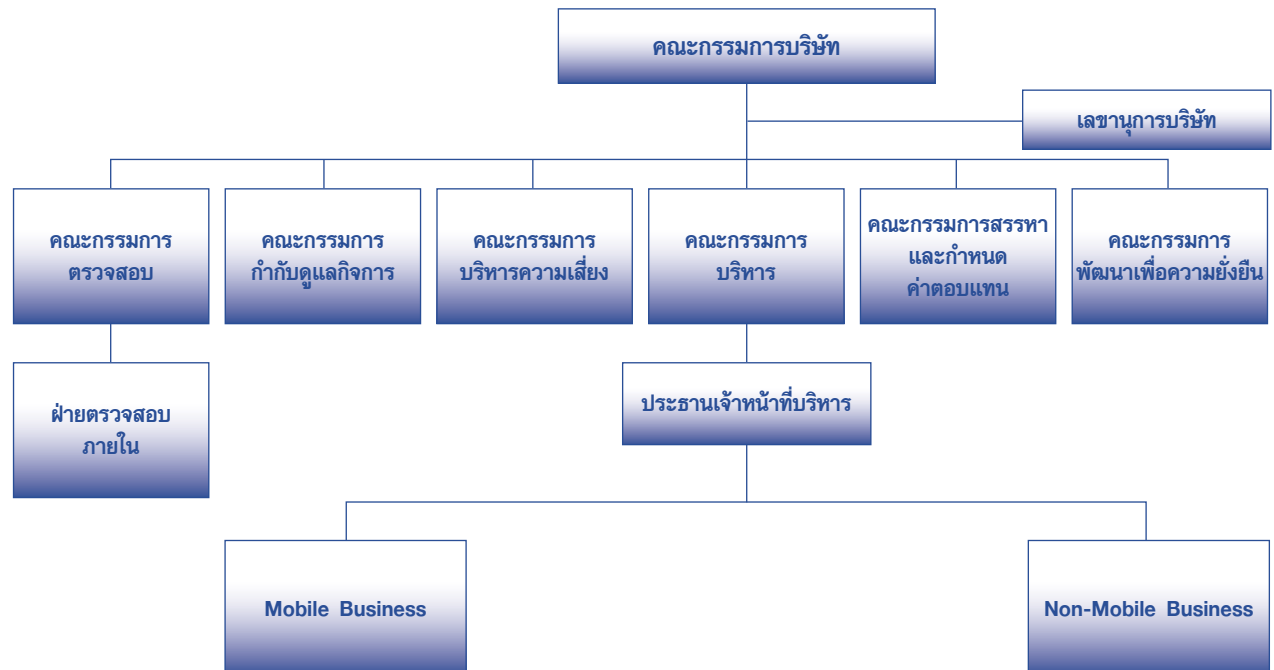 คณะกรรมการบริษัท
เลขานุการบริษัท
คณะกรรมการ
ตรวจสอบ
คณะกรรมการ
กำกับดูแลกิจการ
คณะกรรมการ
บริหารความเสี่ยง
คณะกรรมการ
บริหาร
คณะกรรมการสรรหา
และกำหนด
ค่าตอบแทน
คณะกรรมการ
พัฒนาเพื่อความยั่งยืน
ฝ่ายตรวจสอบ
ภายใน
ประธานเจ้าหน้าที่บริหาร
Mobile Business
Non-Mobile Business